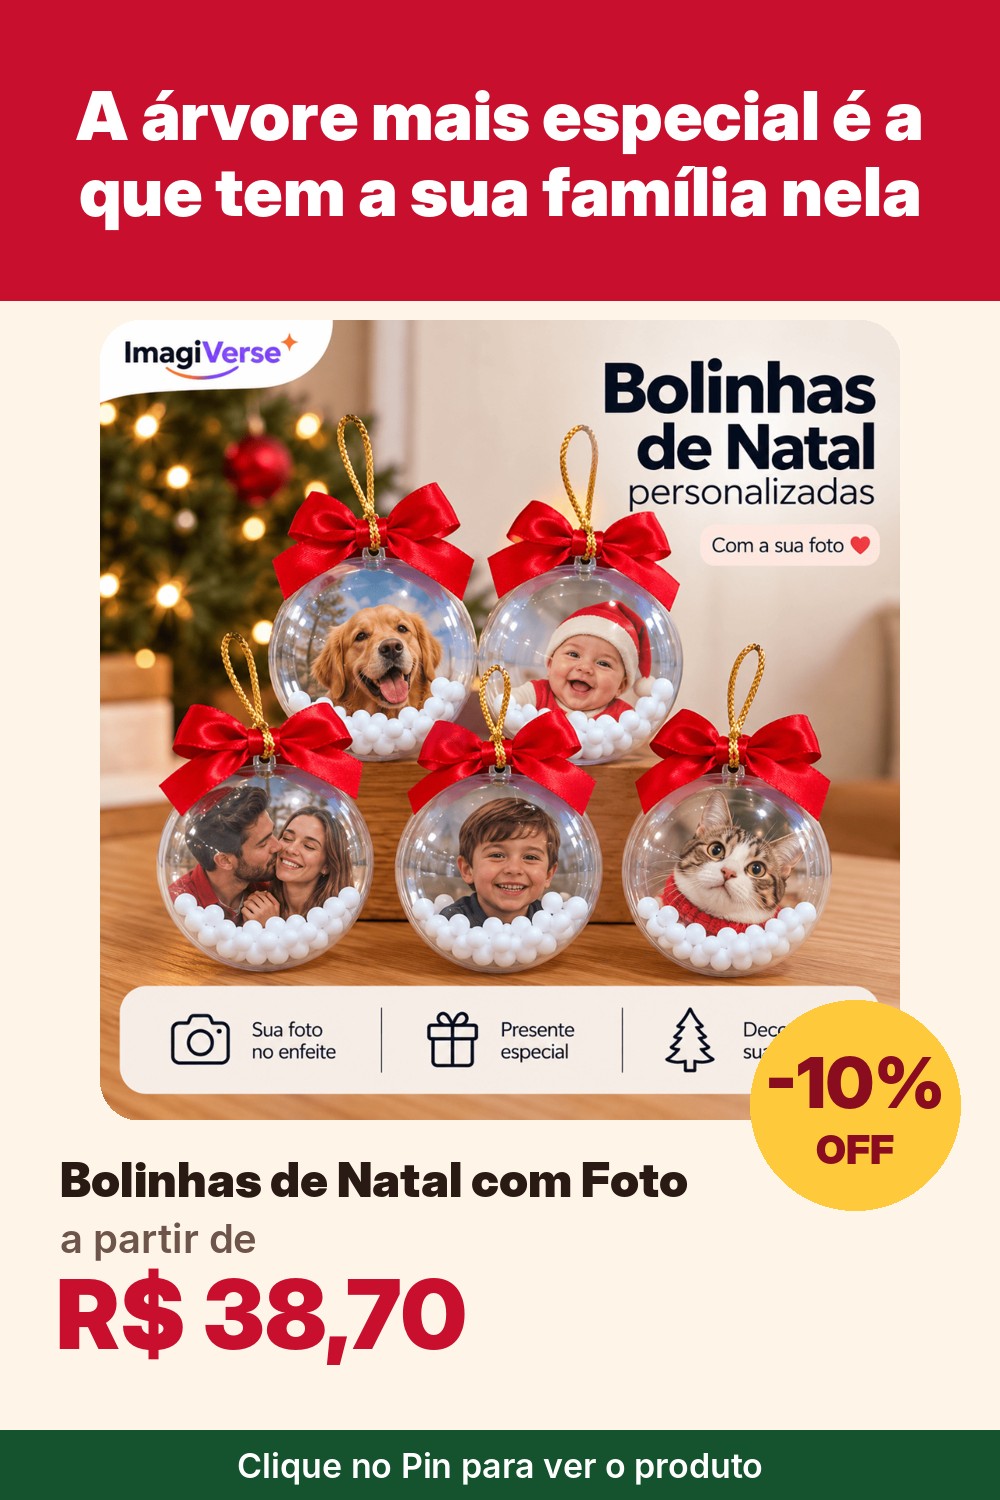 A árvore mais especial é a
que tem a sua família nela
ImagiVerse
Bolinhas
de Natal
personalizadas
Com a sua foto
Sua foto
no enfeite
Presente
especial
-10%
OFF
Bolinhas de Natal com Foto
a partir de
R$ 38,70
Clique no Pin para ver o produto